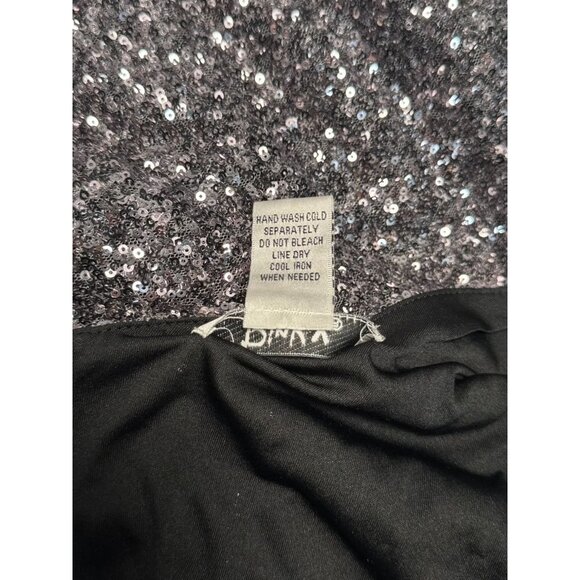 HAND WASH COLD
SEPARATELY
DO NOT BLEACH
LINE DRY
COOL IRON
WHEN NEEDED